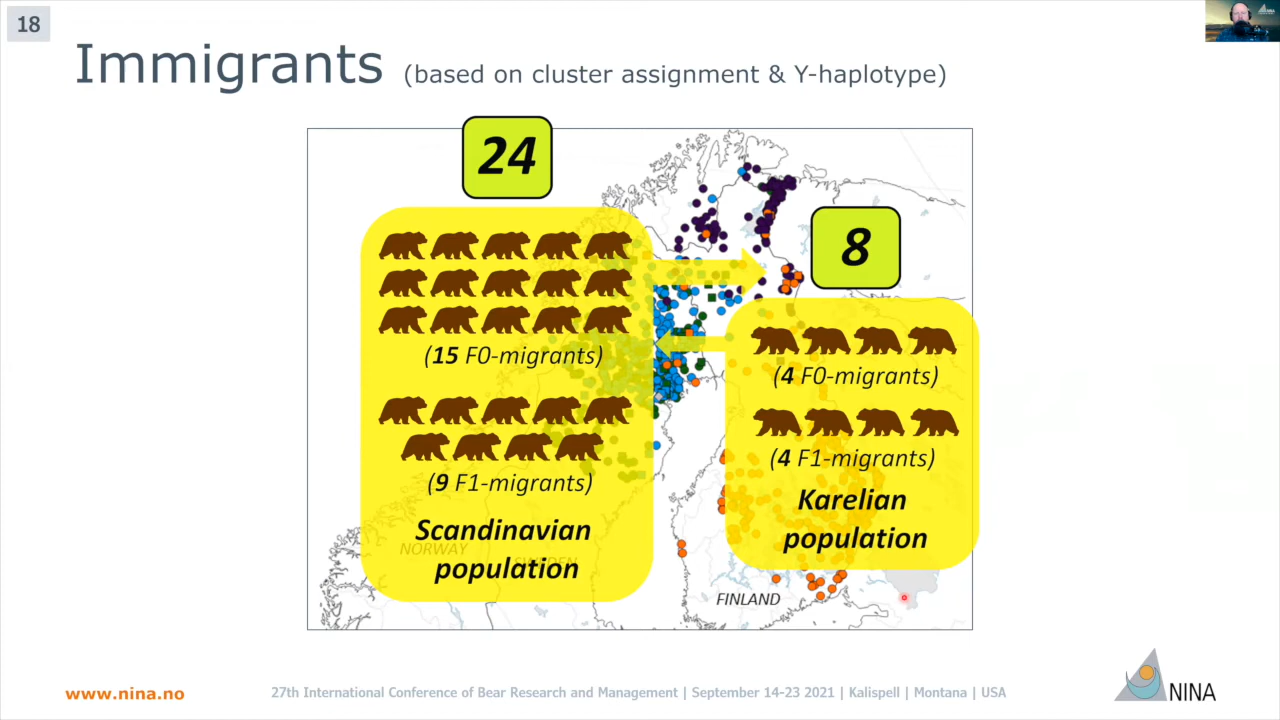 18
Immigrants (based on cluster assignment & Y-haplotype)
24
8
(15 F0-migrants)
(9 F1-migrants)
Scandinavian
population
(4 F0-migrants)
(4 F1-migrants)
Karelian
population
NORWAY
SWEDEN
FINLAND
www.nina.no
27th International Conference of Bear Research and Management | September 14-23 2021 | Kalispell | Montana | USA
NINA